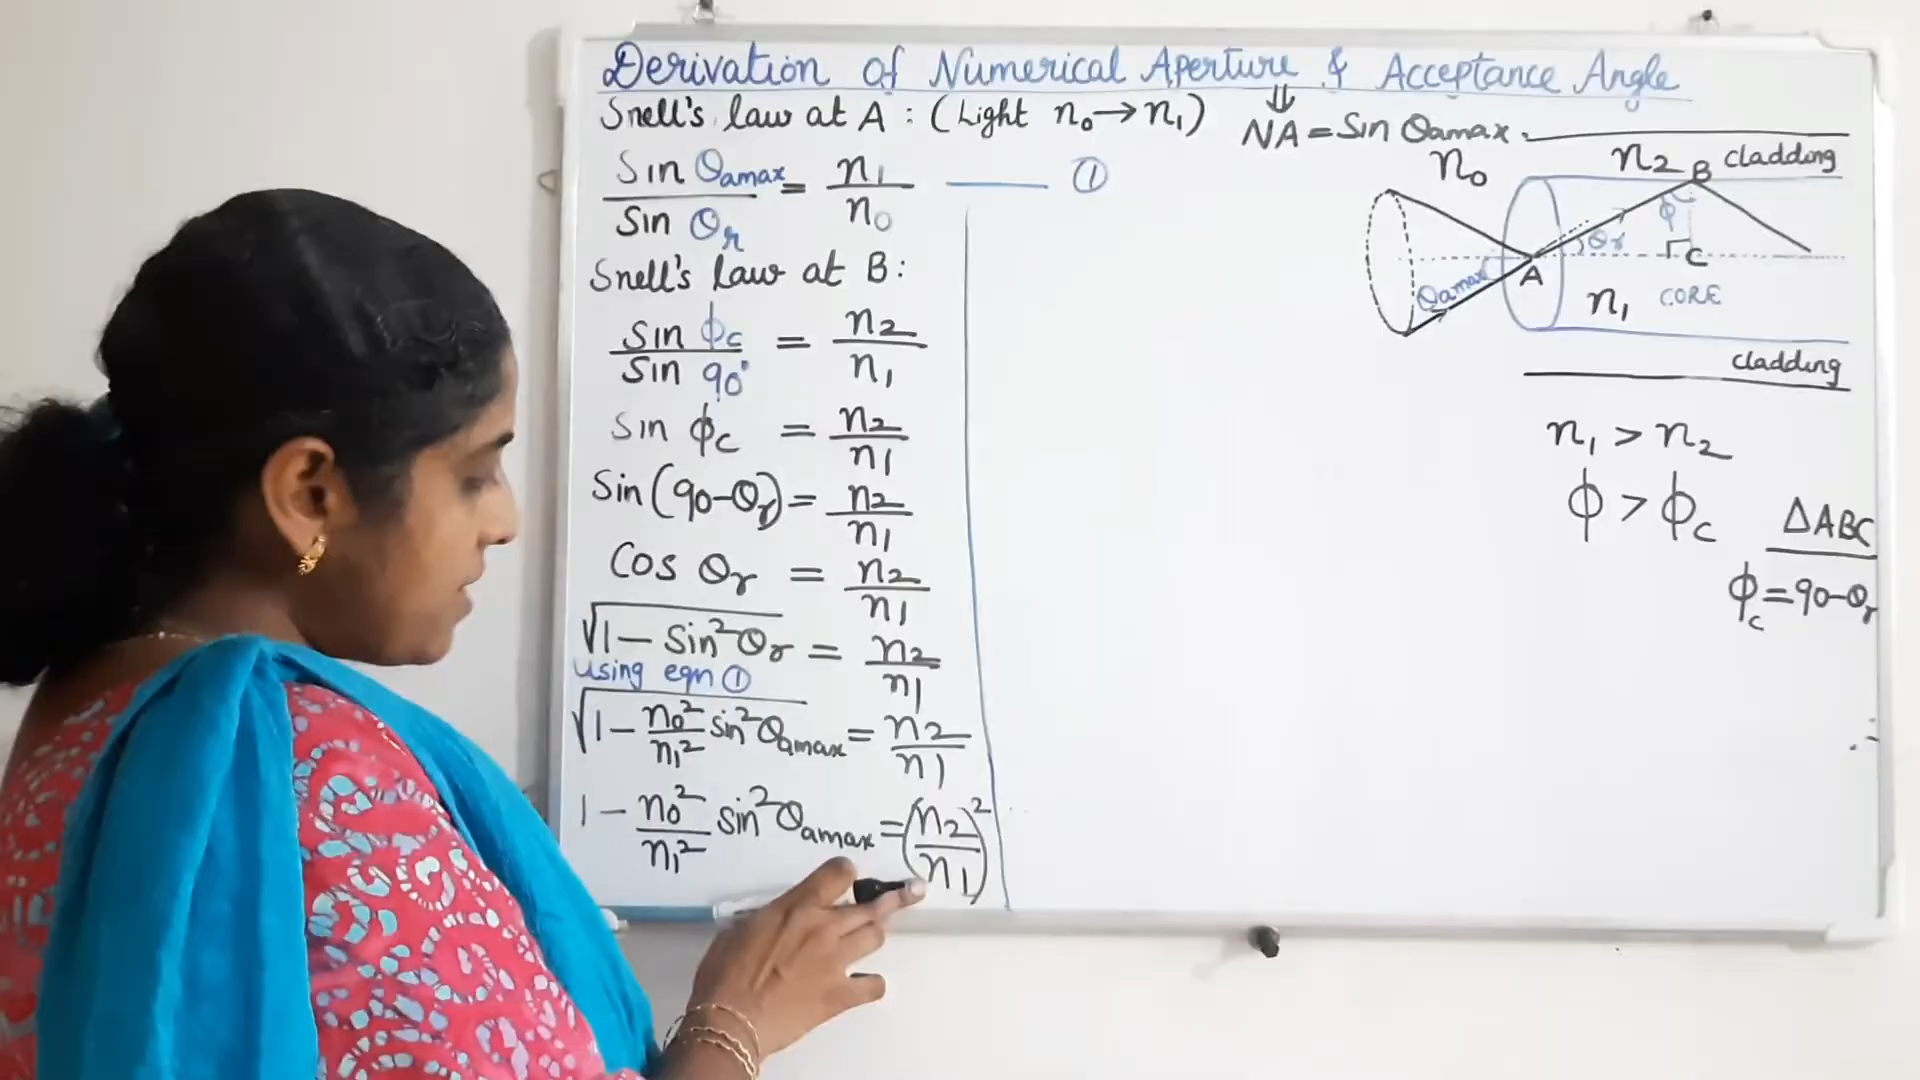 Derivation of Numerical Aperture & Acceptance Angle
Snell's law at A : (Light n₀→n₁)
⇓
NA = Sin θamax
Sin θamax / Sin θr = n₁ / n₀ —— ①
Snell's law at B :
Sin ϕc / Sin 90° = n₂ / n₁
Sin ϕc = n₂ / n₁
Sin(90-θr) = n₂ / n₁
Cos θr = n₂ / n₁
√1 - Sin²θr = n₂ / n₁
using eqn ①
√1 - n₀²/n₁² sin²θamax = n₂ / n₁
1 - n₀²/n₁² sin²θamax = (n₂/n₁)²
n₀
n₂
B
cladding
ϕ
θr
C
A
θamax
n₁
CORE
cladding
n₁ > n₂
ϕ > ϕc
ΔABC
ϕc = 90-θr